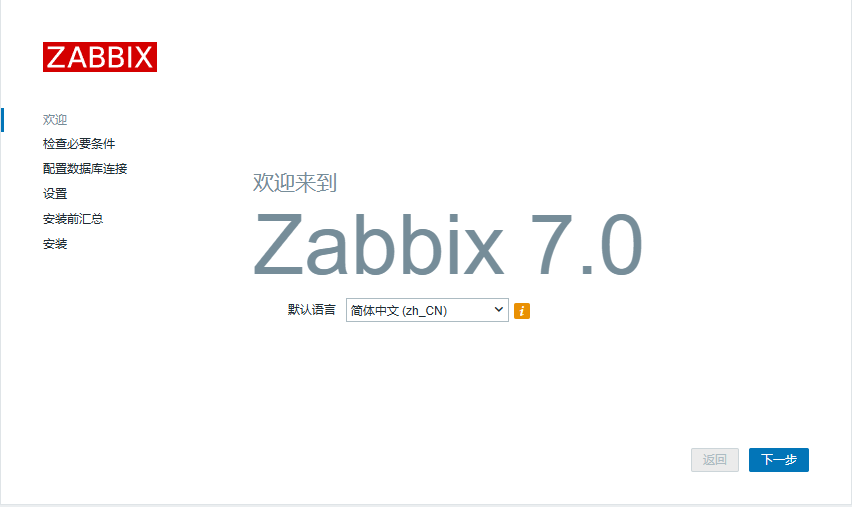 ZABBIX
欢迎
检查必要条件
配置数据库连接
设置
安装前汇总
安装
欢迎来到
Zabbix 7.0
默认语言 简体中文 (zh_CN) i
返回 下一步